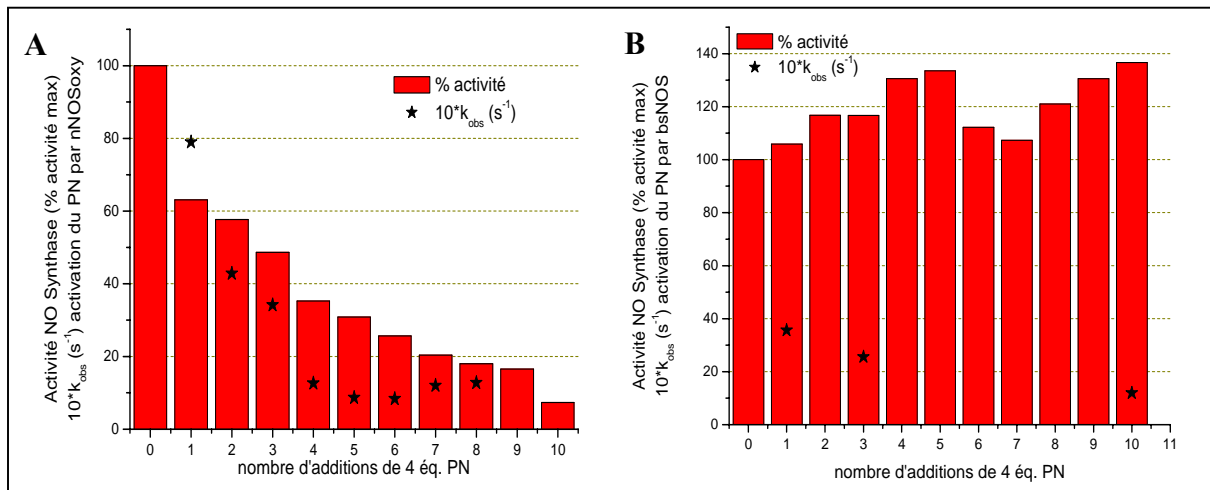 A
Activité NO Synthase (% activité max)
10*k_obs (s^-1) activation du PN par nNOSoxy
100
80
60
40
20
0
% activité
10*k_obs (s^-1)
0 1 2 3 4 5 6 7 8 9 10
nombre d'additions de 4 éq. PN
B
Activité NO Synthase (% activité max)
10*k_obs (s^-1) activation du PN par bsNOS
140
120
100
80
60
40
20
0
% activité
10*k_obs (s^-1)
0 1 2 3 4 5 6 7 8 9 10 11
nombre d'additions de 4 éq. PN